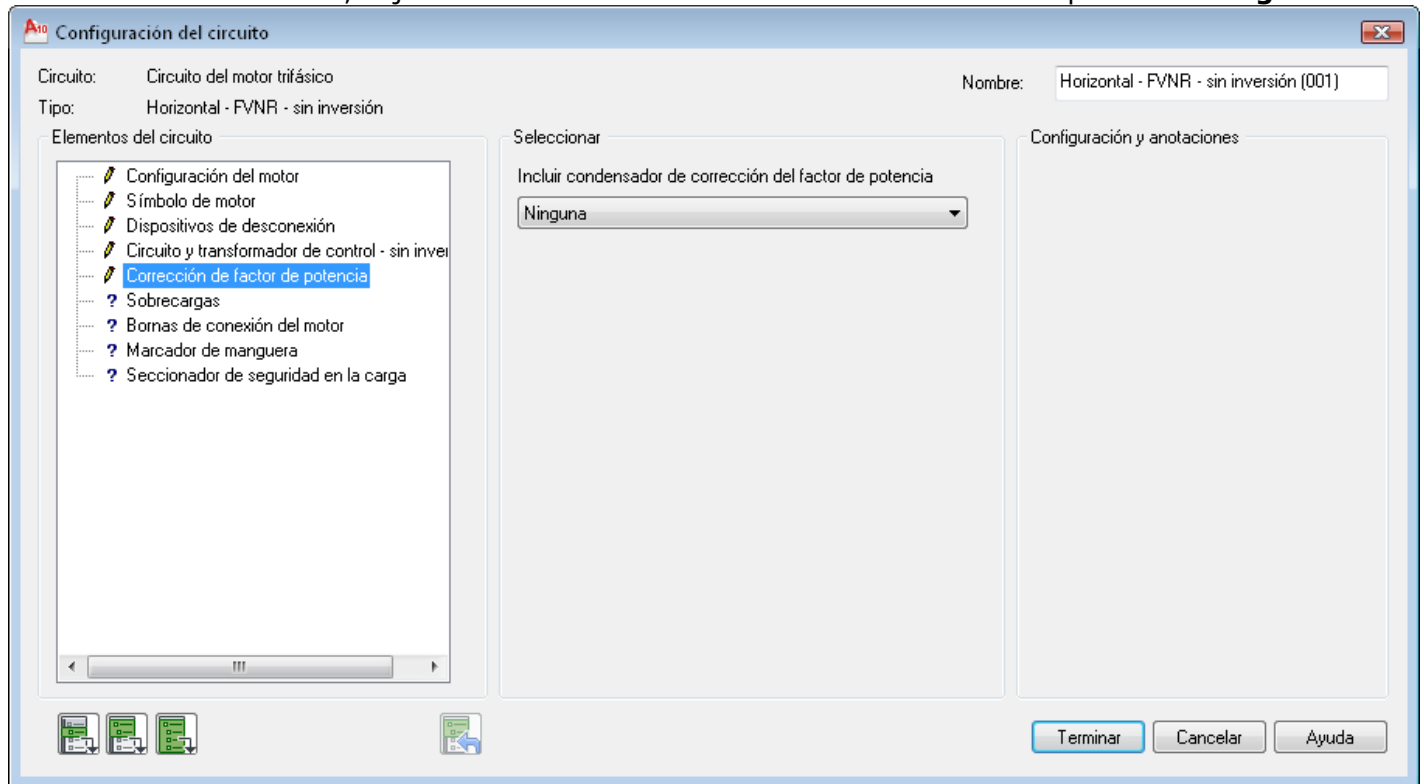 Configuración del circuito
Circuito: Circuito del motor trifásico
Nombre: Horizontal - FVNR - sin inversión (001)
Tipo: Horizontal - FVNR - sin inversión
Elementos del circuito
Configuración del motor
Símbolo de motor
Dispositivos de desconexión
Circuito y transformador de control - sin inver
Corrección de factor de potencia
? Sobrecargas
? Bornas de conexión del motor
? Marcador de manguera
? Seccionador de seguridad en la carga
Seleccionar
Incluir condensador de corrección del factor de potencia
Ninguna
Configuración y anotaciones
Terminar Cancelar Ayuda